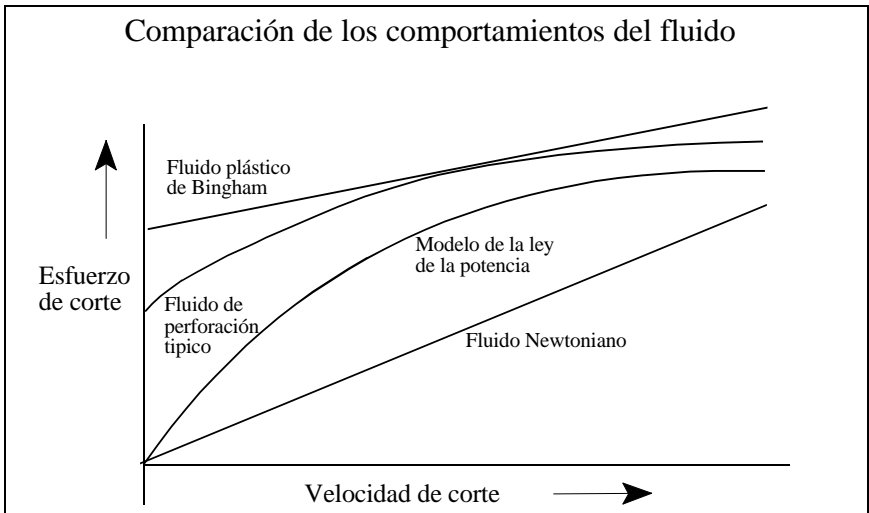 Comparación de los comportamientos del fluido
Fluido plástico
de Bingham
Modelo de la ley
de la potencia
Esfuerzo
de corte
Fluido de
perforación
tipico
Fluido Newtoniano
Velocidad de corte